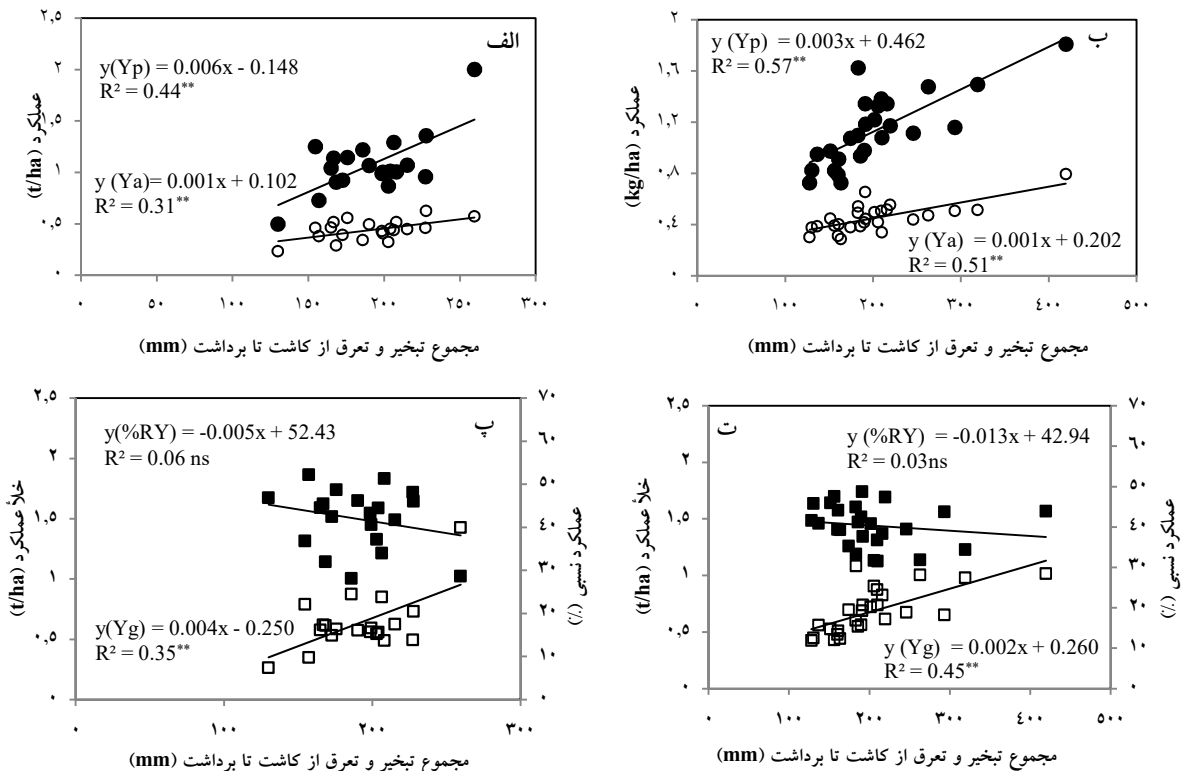 الف
y(Yp) = 0.006x - 0.148
R² = 0.44**
y (Ya)= 0.001x + 0.102
R² = 0.31**
عملکرد (t/ha)
۲,۵
۲
۱,۵
۱
۰,۵
۰
۰ ۵۰ ۱۰۰ ۱۵۰ ۲۰۰ ۲۵۰ ۳۰۰
مجموع تبخیر و تعرق از کاشت تا برداشت (mm)
ب
y (Yp) = 0.003x + 0.462
R² = 0.57**
y (Ya) = 0.001x + 0.202
R² = 0.51**
عملکرد (kg/ha)
۲
۱,۶
۱,۲
۰,۸
۰,۴
۰
۰ ۱۰۰ ۲۰۰ ۳۰۰ ۴۰۰ ۵۰۰
مجموع تبخیر و تعرق از کاشت تا برداشت (mm)
پ
y(%RY) = -0.005x + 52.43
R² = 0.06 ns
y(Yg) = 0.004x - 0.250
R² = 0.35**
خلأ عملکرد (t/ha)
۲,۵
۲
۱,۵
۱
۰,۵
۰
۷۰
۶۰
۵۰
۴۰
۳۰
۲۰
۱۰
۰
عملکرد نسبی (٪)
۰ ۱۰۰ ۲۰۰ ۳۰۰
مجموع تبخیر و تعرق از کاشت تا برداشت (mm)
ت
y (%RY) = -0.013x + 42.94
R² = 0.03ns
y (Yg) = 0.002x + 0.260
R² = 0.45**
خلأ عملکرد (t/ha)
۲,۵
۲
۱,۵
۱
۰,۵
۰
۷۰
۶۰
۵۰
۴۰
۳۰
۲۰
۱۰
۰
عملکرد نسبی (٪)
۰ ۱۰۰ ۲۰۰ ۳۰۰ ۴۰۰ ۵۰۰
مجموع تبخیر و تعرق از کاشت تا برداشت (mm)